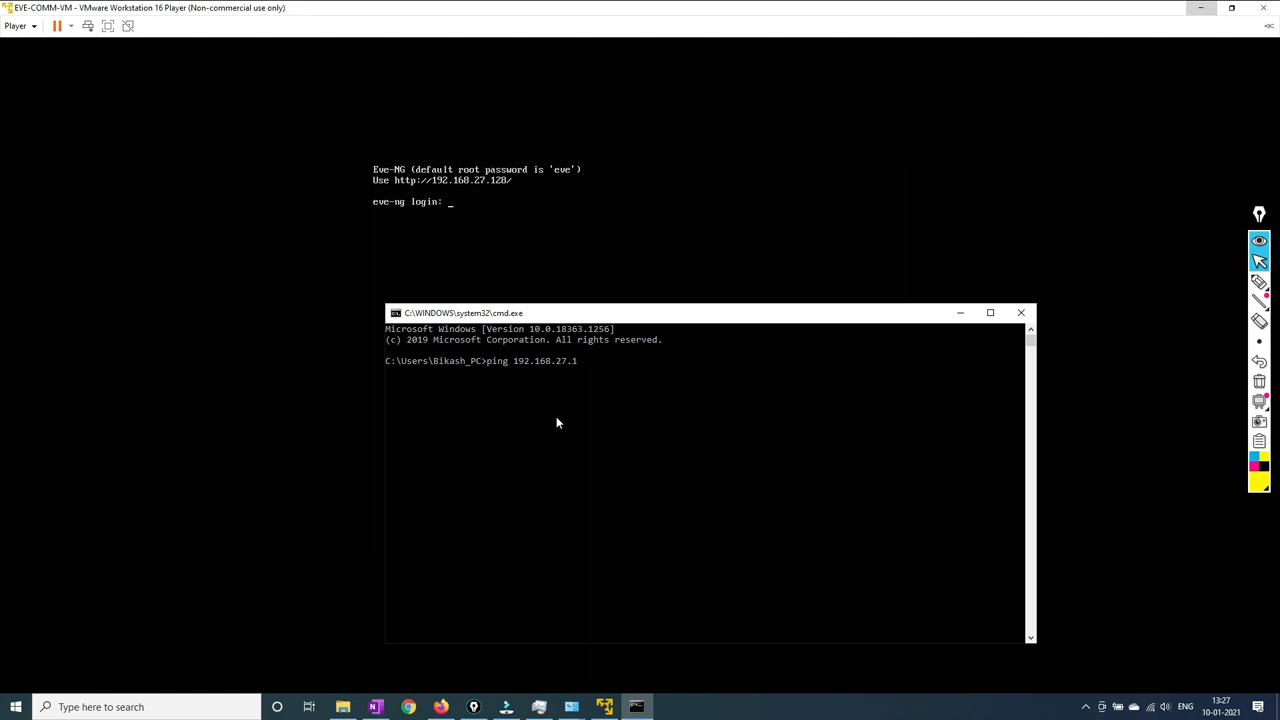 EVE-COMM-VM - VMware Workstation 16 Player (Non-commercial use only)
Player
Eve-NG (default root password is 'eve')
Use http://192.168.27.128/
eve-ng login: _
C:\WINDOWS\system32\cmd.exe
Microsoft Windows [Version 10.0.18363.1256]
(c) 2019 Microsoft Corporation. All rights reserved.
C:\Users\Bikash_PC>ping 192.168.27.1
Type here to search
ENG
13:27
10-01-2021